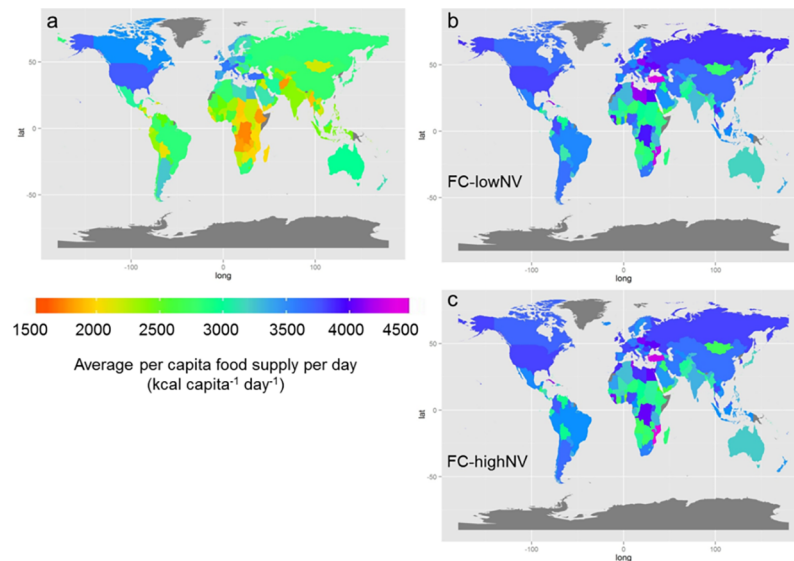 a
50
0
-50
lat
-100
0
100
long
1500 2000 2500 3000 3500 4000 4500
Average per capita food supply per day
(kcal capita⁻¹ day⁻¹)
b
50
0
-50
lat
FC-lowNV
-100
0
100
long
c
50
0
-50
lat
FC-highNV
-100
0
100
long